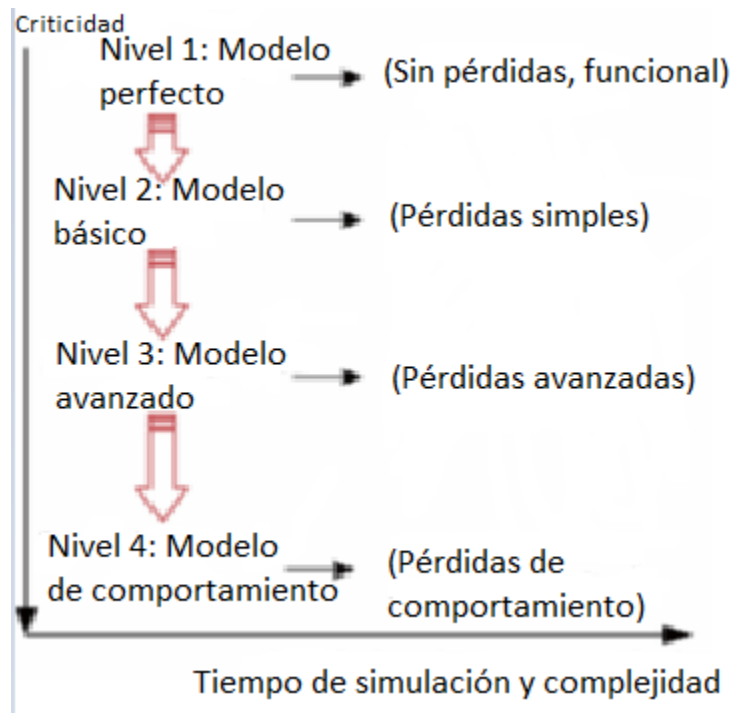 Criticidad
Nivel 1: Modelo
perfecto
(Sin pérdidas, funcional)
Nivel 2: Modelo
básico
(Pérdidas simples)
Nivel 3: Modelo
avanzado
(Pérdidas avanzadas)
Nivel 4: Modelo
de comportamiento
(Pérdidas de
comportamiento)
Tiempo de simulación y complejidad